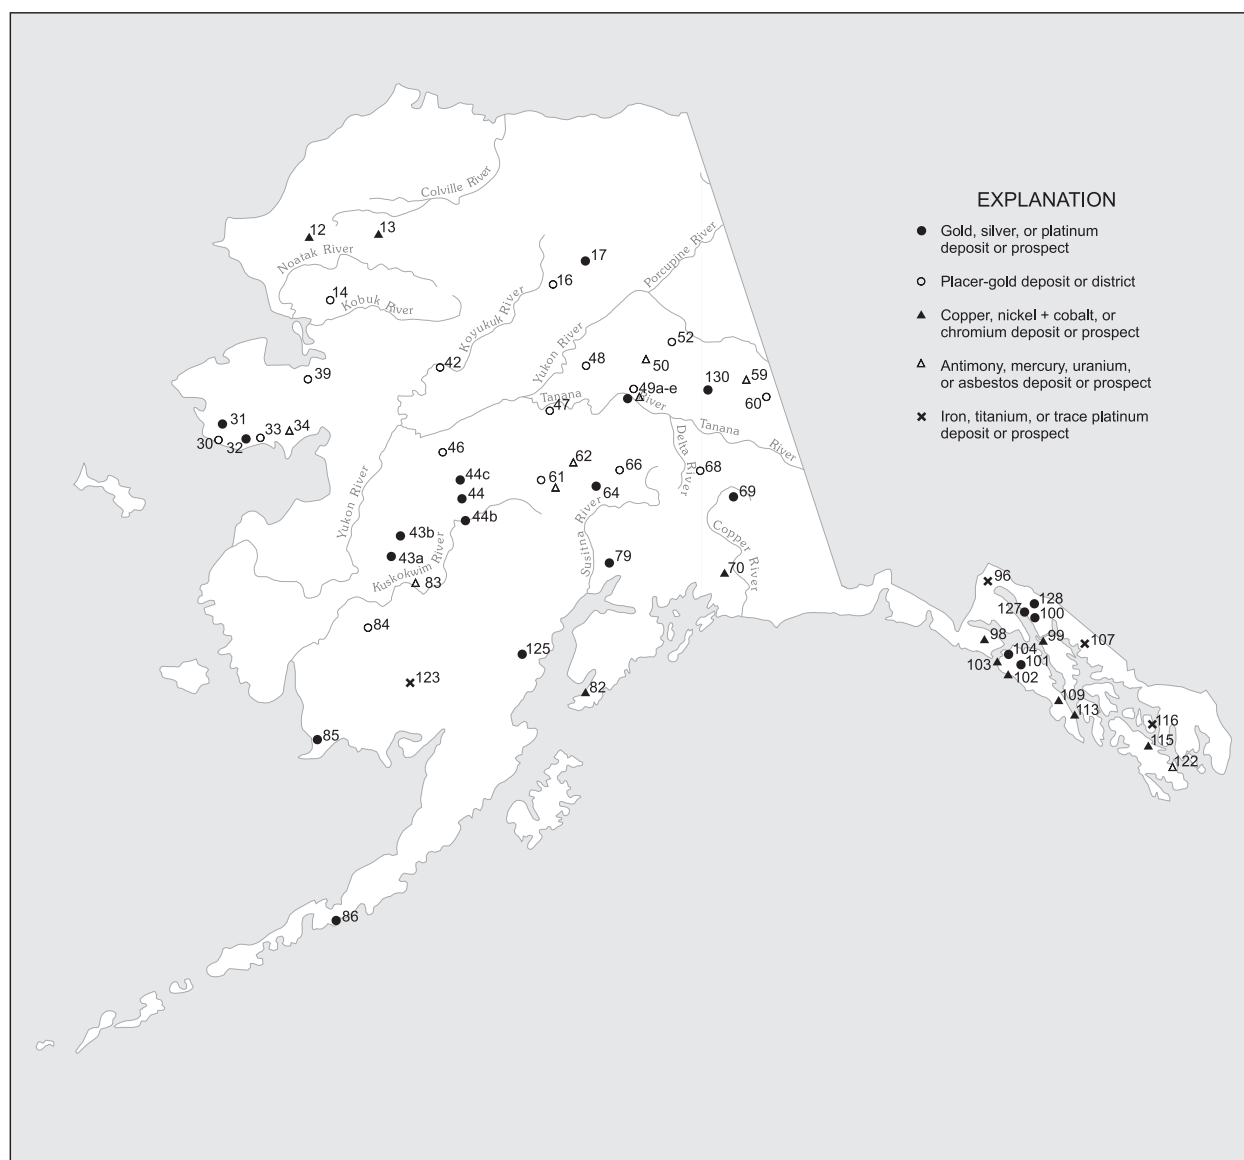 Colville River
12
13
Noatak River
17
Porcupine River
16
14
Kobuk River
Koyukuk River
52
Yukon River
48
50
42
39
59
130
49a-e
60
Tanana
River
47
Tanana
River
31
33
34
30
32
46
62
66
Delta River
68
44c
61
64
69
44
Yukon River
44b
River
Susitna
43b
Copper River
43a
Kuskokwim River
79
70
83
84
125
123
82
85
86
96
128
127
100
98
99
107
104
101
103
102
109
113
116
115
122
EXPLANATION
Gold, silver, or platinum
deposit or prospect
Placer-gold deposit or district
Copper, nickel + cobalt, or
chromium deposit or prospect
Antimony, mercury, uranium,
or asbestos deposit or prospect
Iron, titanium, or trace platinum
deposit or prospect